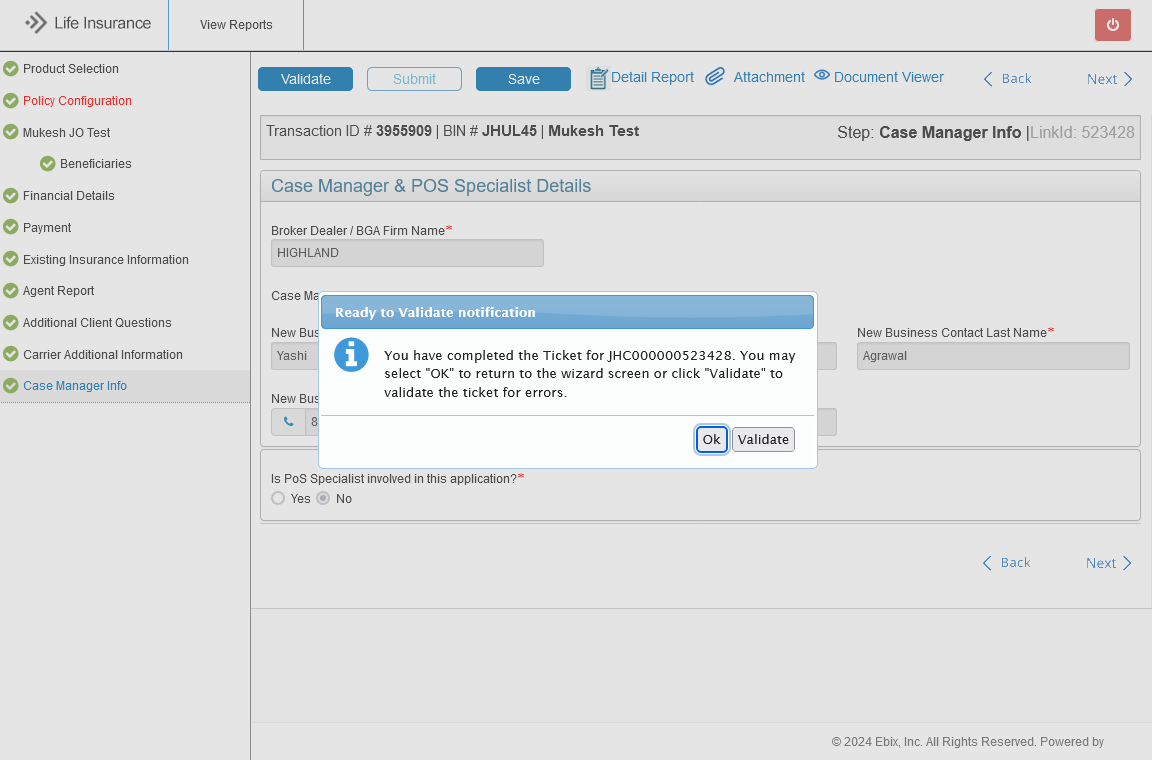 Life Insurance
View Reports
Product Selection
Policy Configuration
Mukesh JO Test
Beneficiaries
Financial Details
Payment
Existing Insurance Information
Agent Report
Additional Client Questions
Carrier Additional Information
Case Manager Info
Validate
Submit
Save
Detail Report
Attachment
Document Viewer
Back
Next
Transaction ID # 3955909 | BIN # JHUL45 | Mukesh Test
Step: Case Manager Info |LinkId: 523428
Case Manager & POS Specialist Details
Broker Dealer / BGA Firm Name*
HIGHLAND
Case Ma
New Bus
Yashi
New Business Contact Last Name*
Agrawal
New Bus
8
Ready to Validate notification
You have completed the Ticket for JHC000000523428. You may
select "OK" to return to the wizard screen or click "Validate" to
validate the ticket for errors.
Ok
Validate
Is PoS Specialist involved in this application?*
Yes
No
Back
Next
© 2024 Ebix, Inc. All Rights Reserved. Powered by